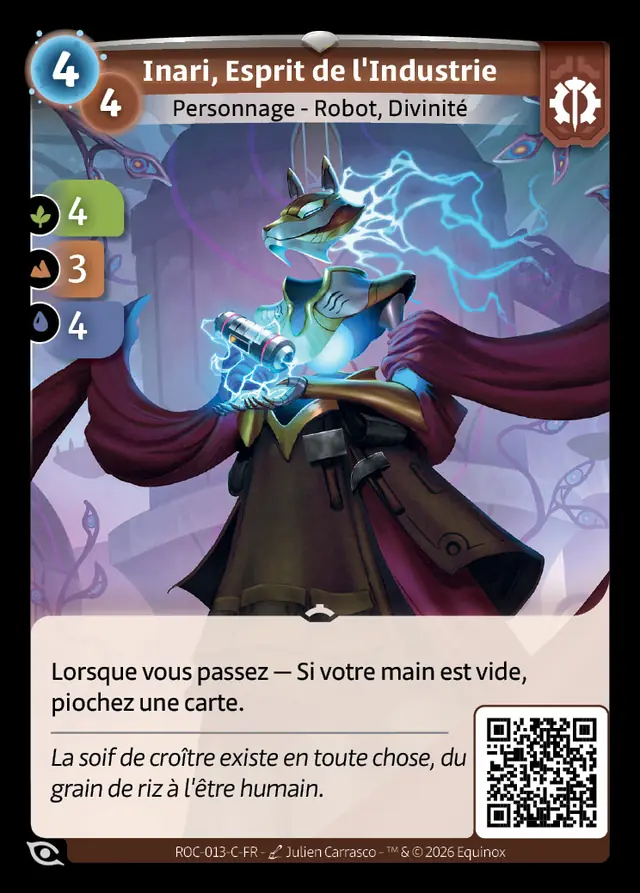 4
Inari, Esprit de l'Industrie
4
Personnage - Robot, Divinité
4
3
4
Lorsque vous passez — Si votre main est vide,
piochez une carte.
La soif de croître existe en toute chose, du
grain de riz à l'être humain.
ROC-013-C-FR - Julien Carrasco - ™ & © 2026 Equinox